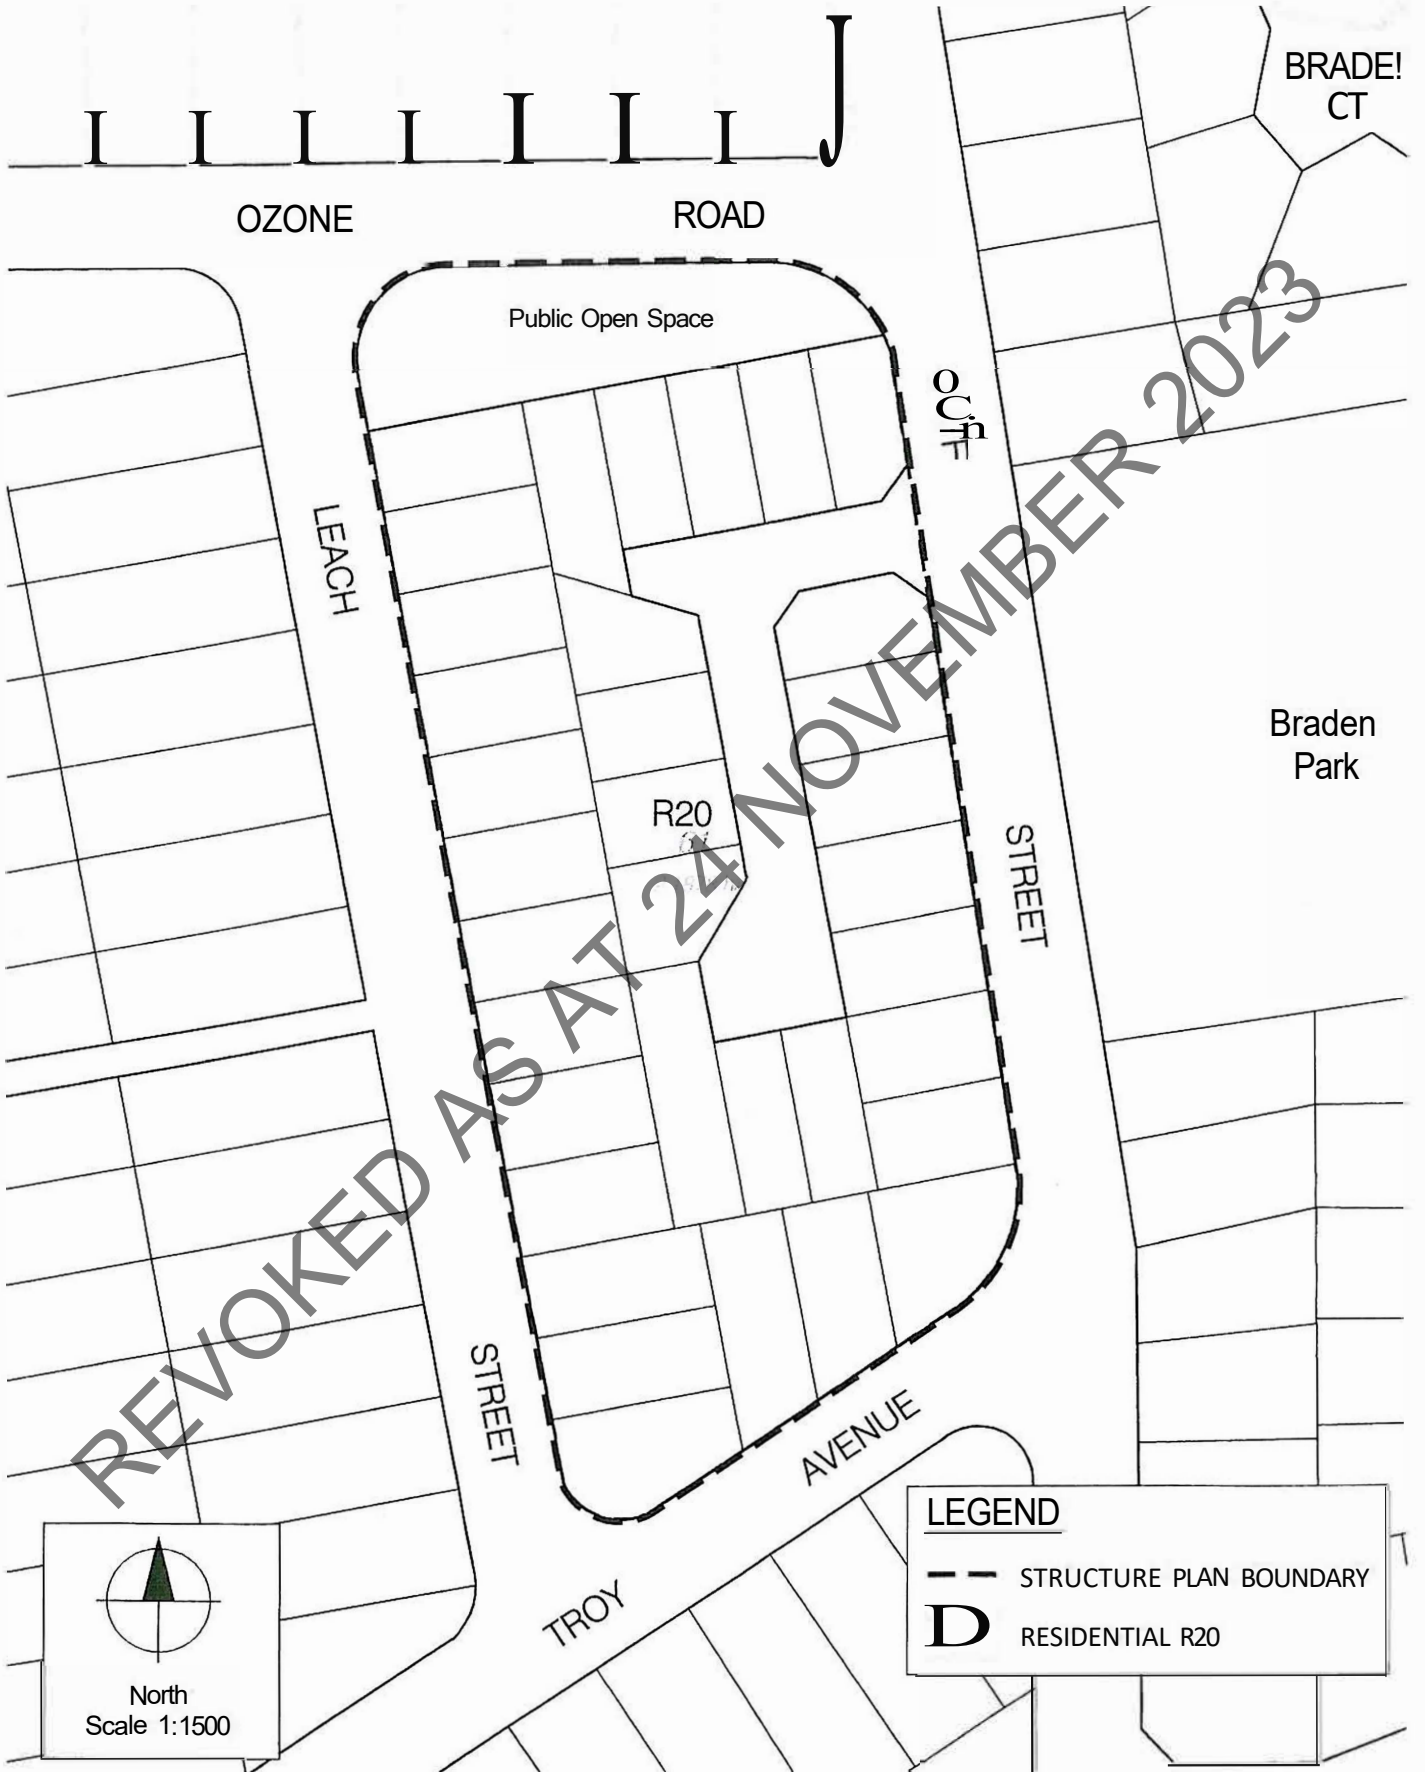 BRADE!
CT
OZONE ROAD
Public Open Space
LEACH
R20
Braden
Park
STREET
STREET
AVENUE
TROY
REVOKED AS AT 24 NOVEMBER 2023
LEGEND
STRUCTURE PLAN BOUNDARY
D RESIDENTIAL R20
North
Scale 1:1500